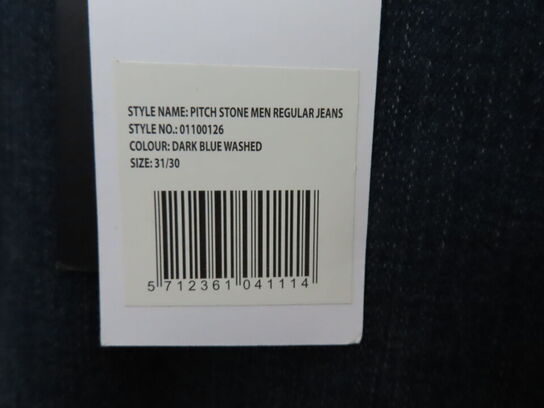 STYLE NAME: PITCH STONE MEN REGULAR JEANS
STYLE NO.: 01100126
COLOUR: DARK BLUE WASHED
SIZE: 31/30
5 712361 041114